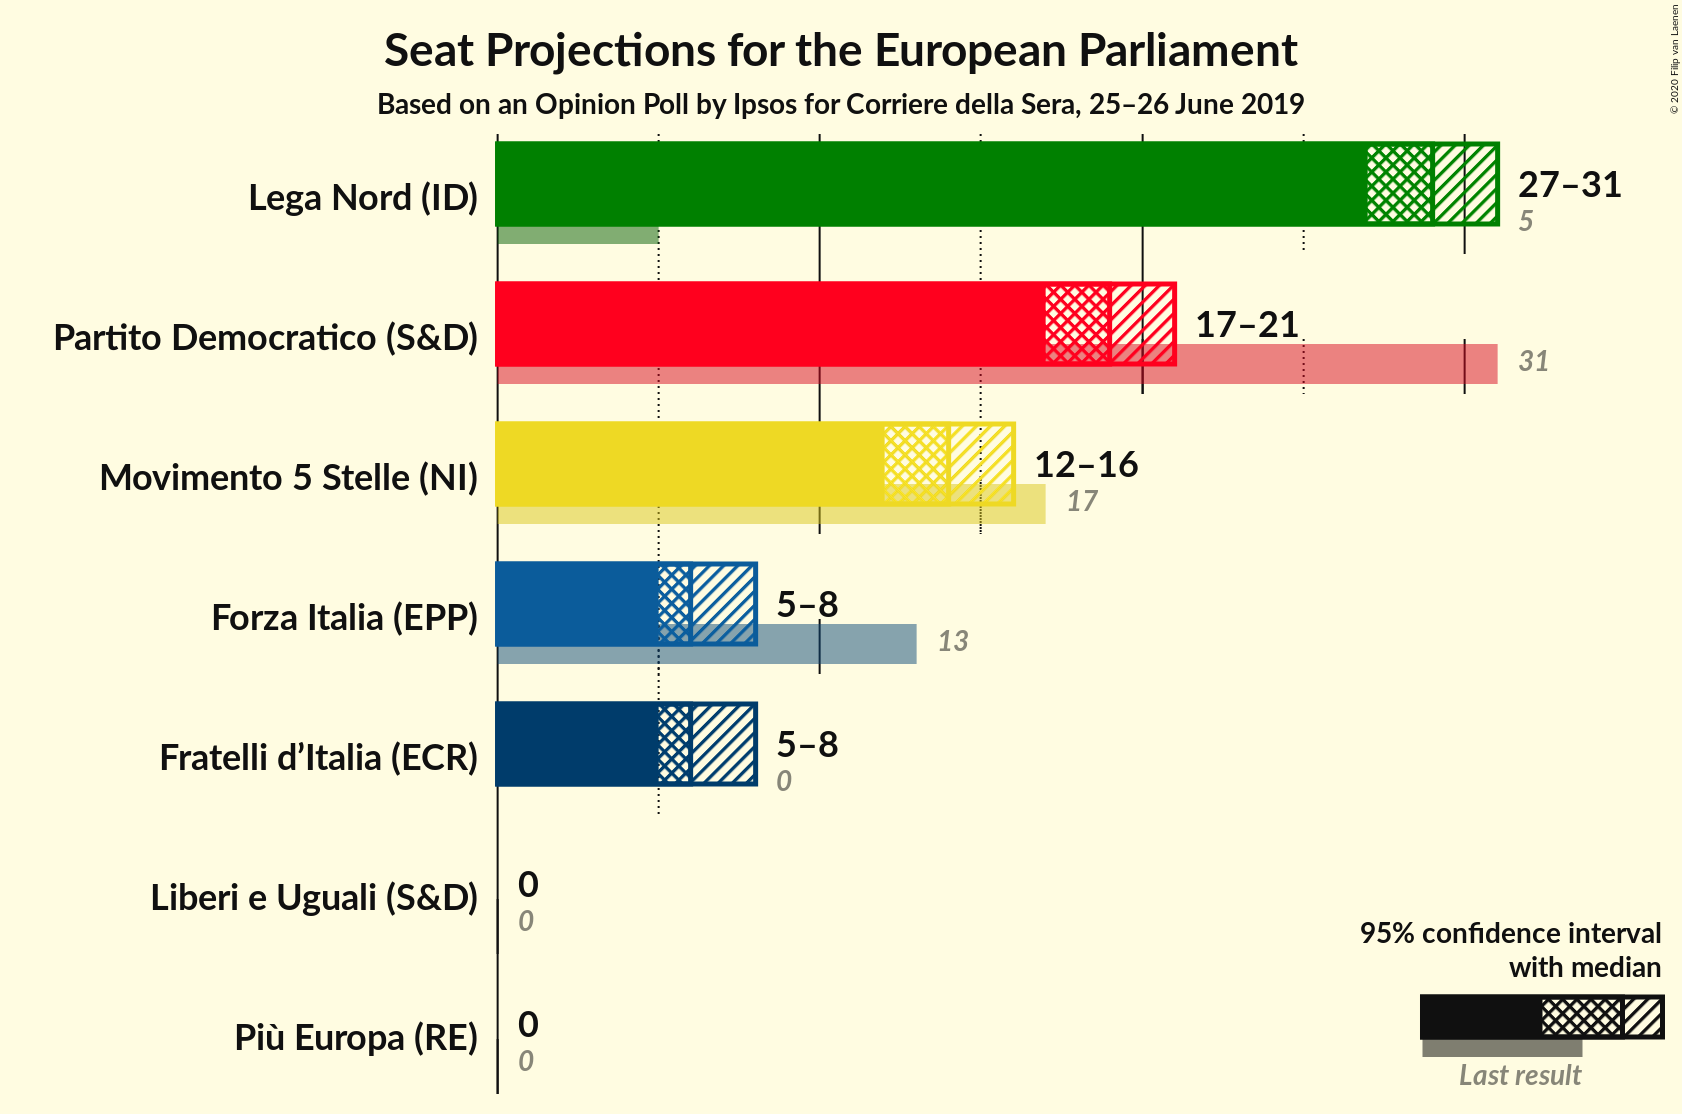 Seat Projections for the European Parliament
Based on an Opinion Poll by Ipsos for Corriere della Sera, 25–26 June 2019
© 2020 Filip van Laenen
Lega Nord (ID)
27–31
5
Partito Democratico (S&D)
17–21
31
Movimento 5 Stelle (NI)
12–16
17
Forza Italia (EPP)
5–8
13
Fratelli d’Italia (ECR)
5–8
0
Liberi e Uguali (S&D)
0
0
Più Europa (RE)
0
0
95% confidence interval
with median
Last result